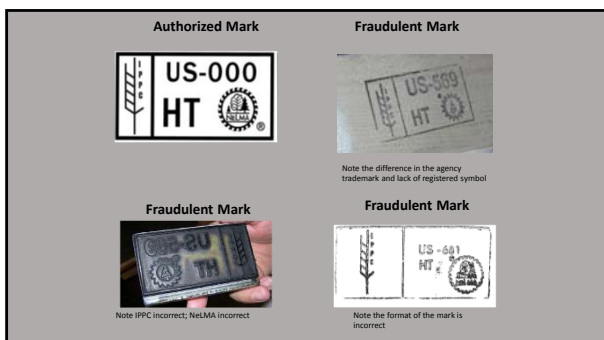 Authorized Mark
Fraudulent Mark
IPPC
US-000
HT
NeLMA
®
US-569
HT
Note the difference in the agency
trademark and lack of registered symbol
Fraudulent Mark
Fraudulent Mark
HT
IPPC
US-681
HT
Note IPPC incorrect; NeLMA incorrect
Note the format of the mark is
incorrect